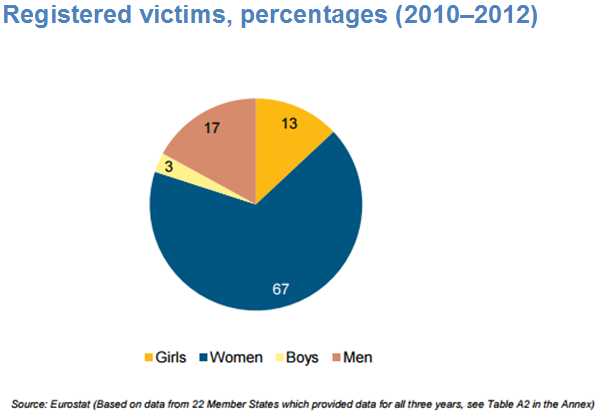 Registered victims, percentages (2010–2012)
17
13
3
67
Girls Women Boys Men
Source: Eurostat (Based on data from 22 Member States which provided data for all three years, see Table A2 in the Annex)